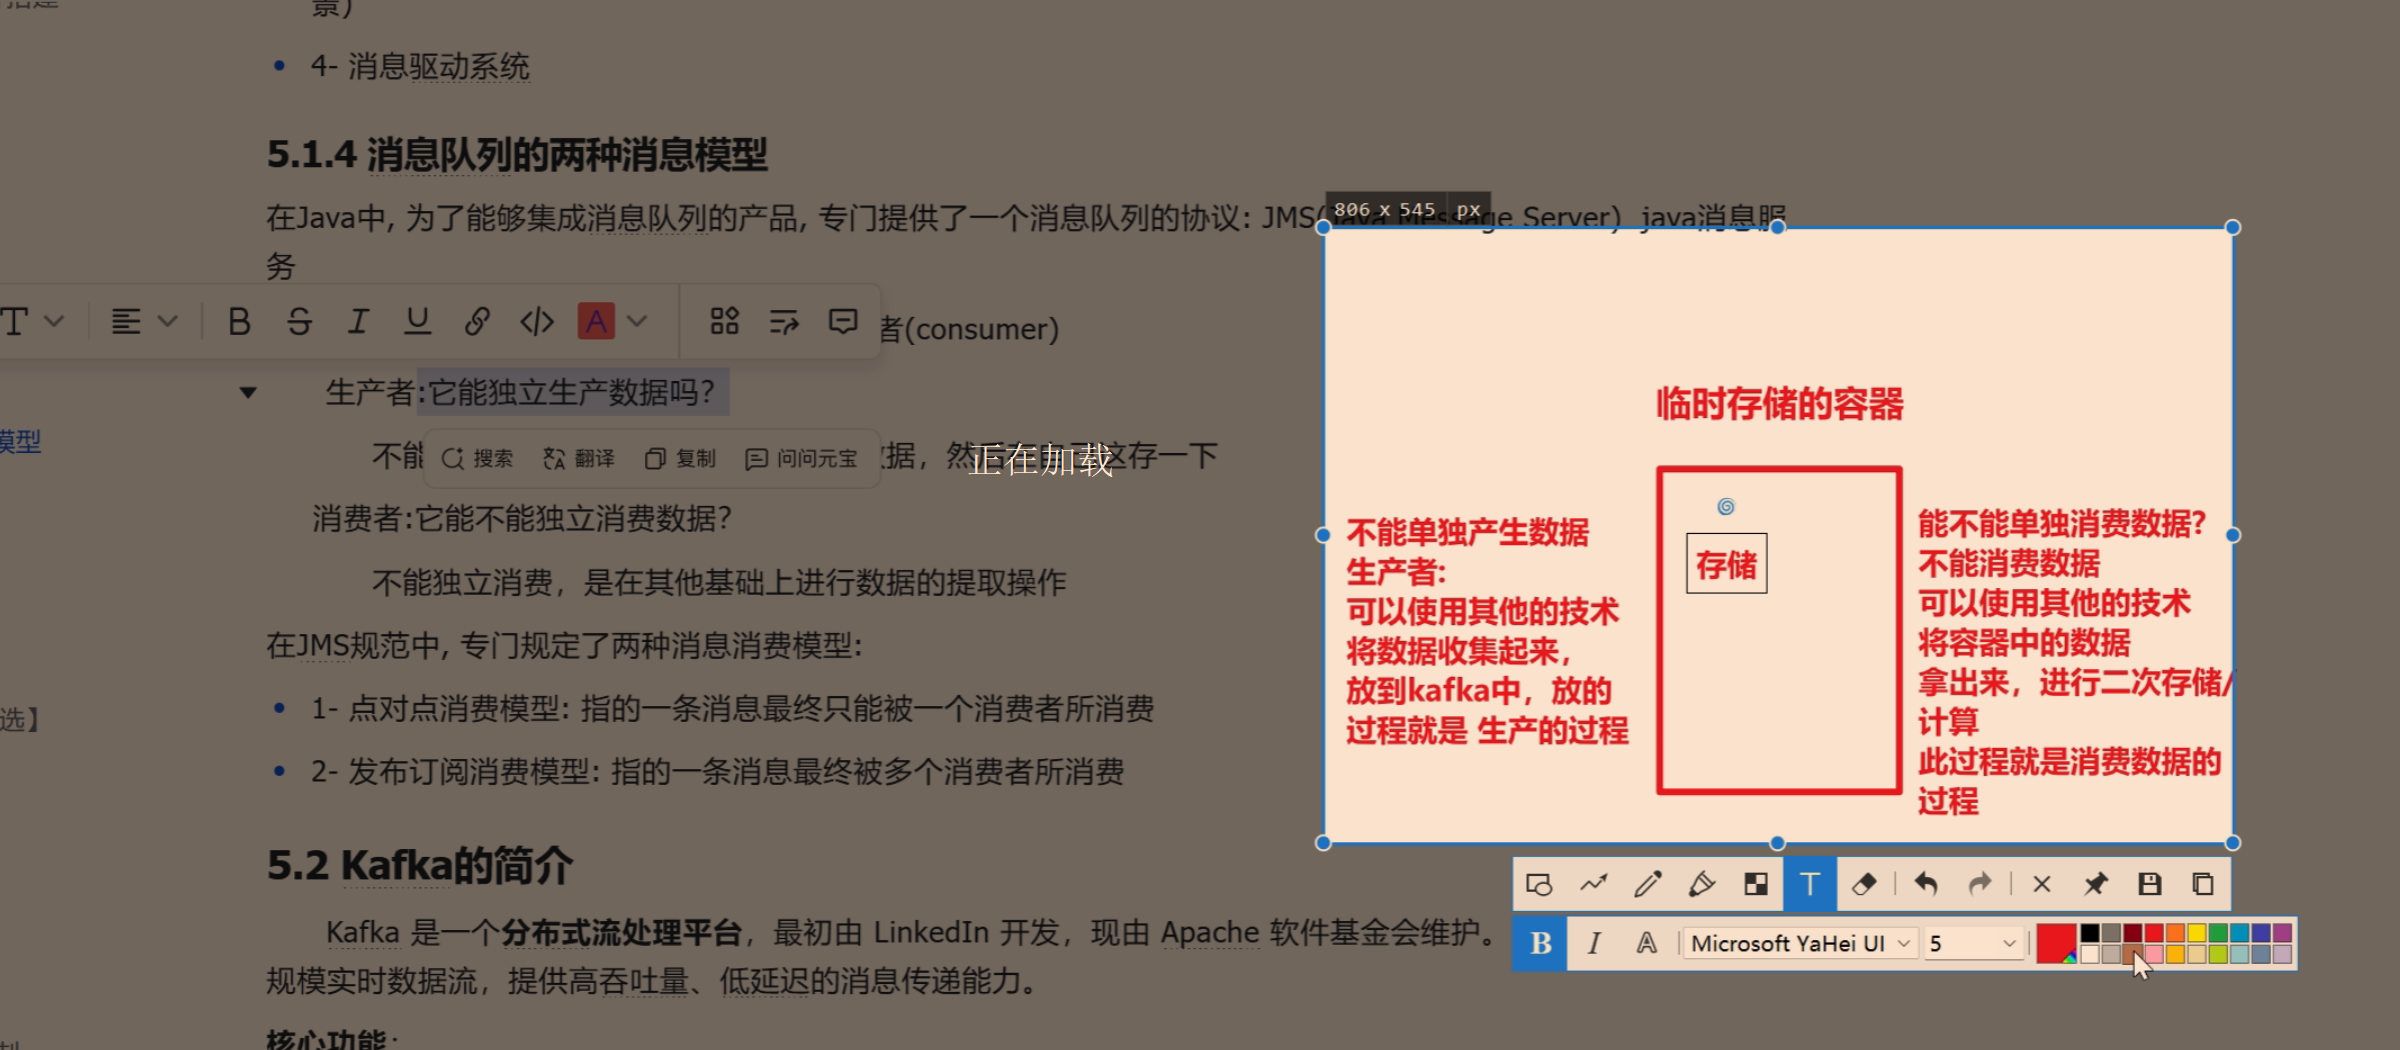 景)
4- 消息驱动系统
5.1.4 消息队列的两种消息模型
在Java中, 为了能够集成消息队列的产品, 专门提供了一个消息队列的协议: JMS(Java Message Server) java消息服
务
806 x 545 px
者(consumer)
生产者:它能独立生产数据吗?
模型
不能
搜索 翻译 复制 问问元宝
据，然后在自己这存一下
正在加载
消费者:它能不能独立消费数据?
不能独立消费，是在其他基础上进行数据的提取操作
在JMS规范中, 专门规定了两种消息消费模型:
选】
1- 点对点消费模型: 指的一条消息最终只能被一个消费者所消费
2- 发布订阅消费模型: 指的一条消息最终被多个消费者所消费
5.2 Kafka的简介
Kafka 是一个分布式流处理平台，最初由 LinkedIn 开发，现由 Apache 软件基金会维护。
规模实时数据流，提供高吞吐量、低延迟的消息传递能力。
核心功能:
临时存储的容器
存储
不能单独产生数据
生产者:
可以使用其他的技术
将数据收集起来，
放到kafka中，放的
过程就是 生产的过程
能不能单独消费数据?
不能消费数据
可以使用其他的技术
将容器中的数据
拿出来，进行二次存储/
计算
此过程就是消费数据的
过程
B I A Microsoft YaHei UI 5